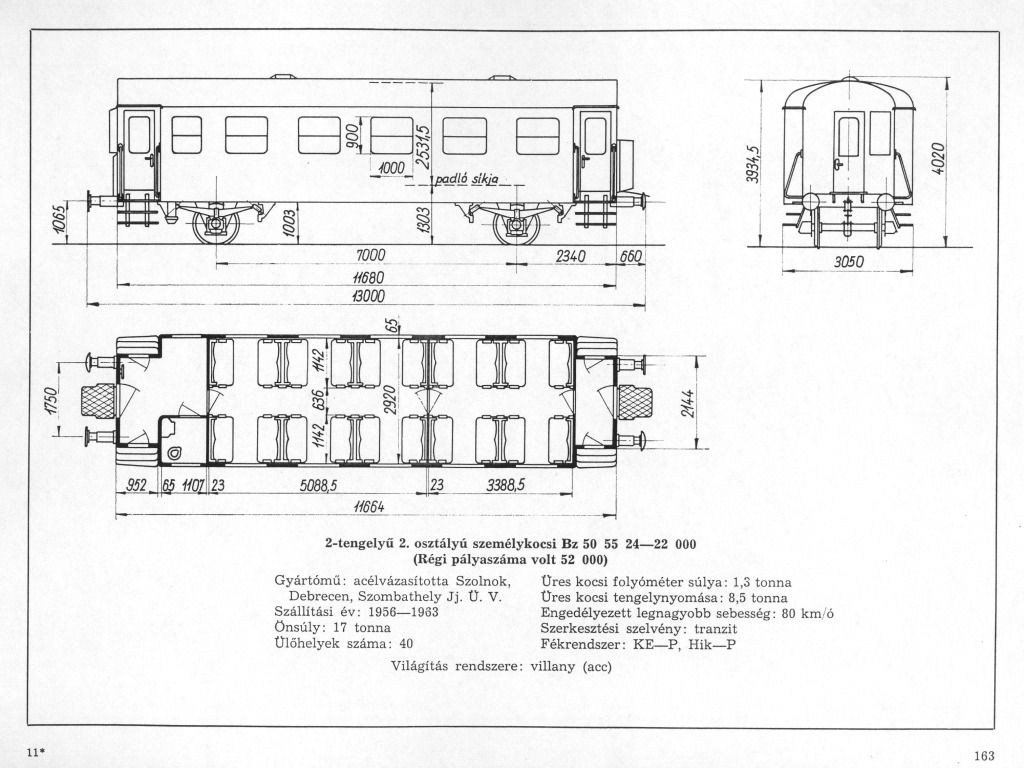 900
1000
2531,5
padló síkja
1065
1003
1303
7000
2340
660
11680
13000
3934,5
4020
3050
65
1142
636
1142
2920
1750
2144
952
65
1107
23
5088,5
23
3388,5
11664
2-tengelyű 2. osztályú személykocsi Bz 50 55 24—22 000
(Régi pályaszáma volt 52 000)
Gyártómű: acélvázasította Szolnok,
Debrecen, Szombathely Jj. Ü. V.
Szállítási év: 1956—1963
Önsúly: 17 tonna
Ülőhelyek száma: 40
Üres kocsi folyóméter súlya: 1,3 tonna
Üres kocsi tengelynyomása: 8,5 tonna
Engedélyezett legnagyobb sebesség: 80 km/ó
Szerkesztési szelvény: tranzit
Fékrendszer: KE—P, Hik—P
Világítás rendszere: villany (acc)
11*
163